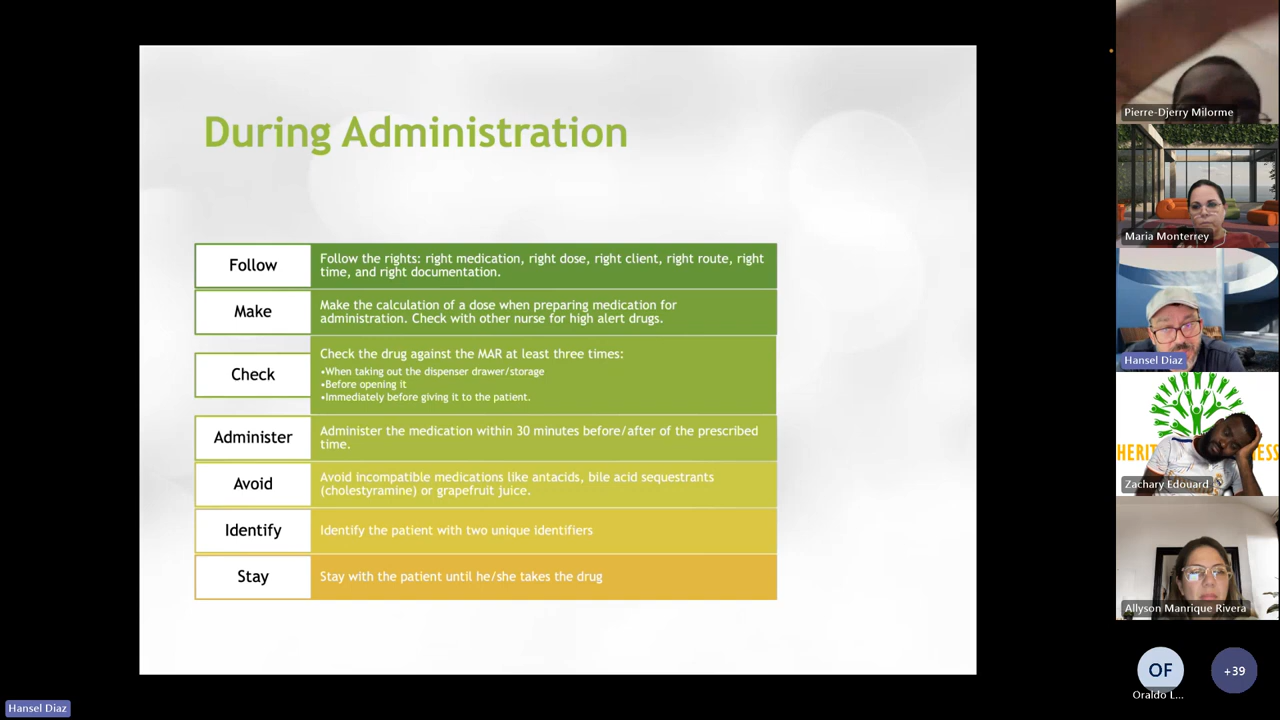 During Administration
Follow
Follow the rights: right medication, right dose, right client, right route, right
time, and right documentation.
Make
Make the calculation of a dose when preparing medication for
administration. Check with other nurse for high alert drugs.
Check
Check the drug against the MAR at least three times:
•When taking out the dispenser drawer/storage
•Before opening it
•Immediately before giving it to the patient.
Administer
Administer the medication within 30 minutes before/after of the prescribed
time.
Avoid
Avoid incompatible medications like antacids, bile acid sequestrants
(cholestyramine) or grapefruit juice.
Identify
Identify the patient with two unique identifiers
Stay
Stay with the patient until he/she takes the drug
Pierre-Djerry Milorme
Maria Monterrey
Hansel Diaz
HERIT
Zachary Edouard
Allyson Manrique Rivera
OF
Oraldo L...
+39
Hansel Diaz